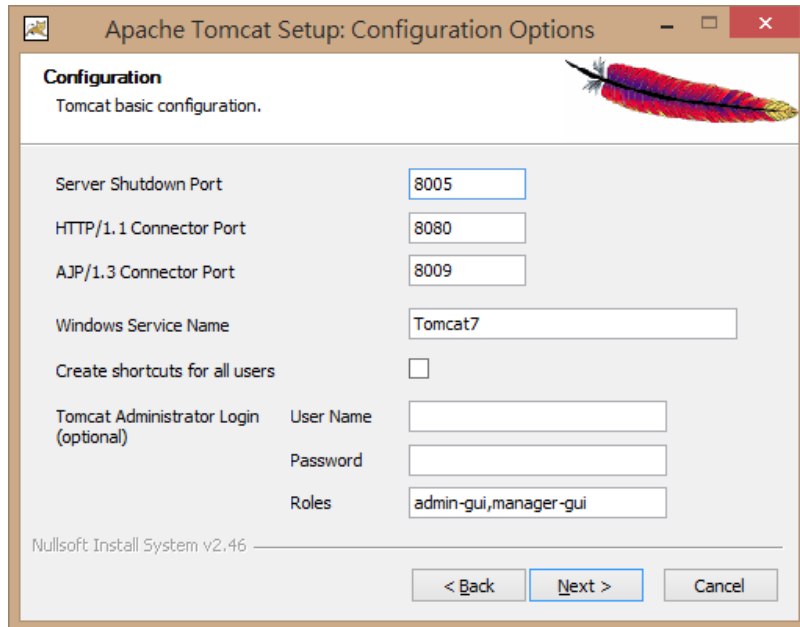 Apache Tomcat Setup: Configuration Options
Configuration
Tomcat basic configuration.
Server Shutdown Port 8005
HTTP/1.1 Connector Port 8080
AJP/1.3 Connector Port 8009
Windows Service Name Tomcat7
Create shortcuts for all users
Tomcat Administrator Login User Name
(optional)
Password
Roles admin-gui,manager-gui
Nullsoft Install System v2.46
< Back Next > Cancel